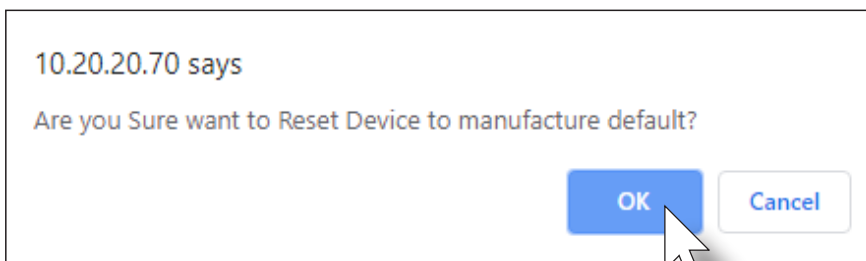 10.20.20.70 says
Are you Sure want to Reset Device to manufacture default?
OK Cancel